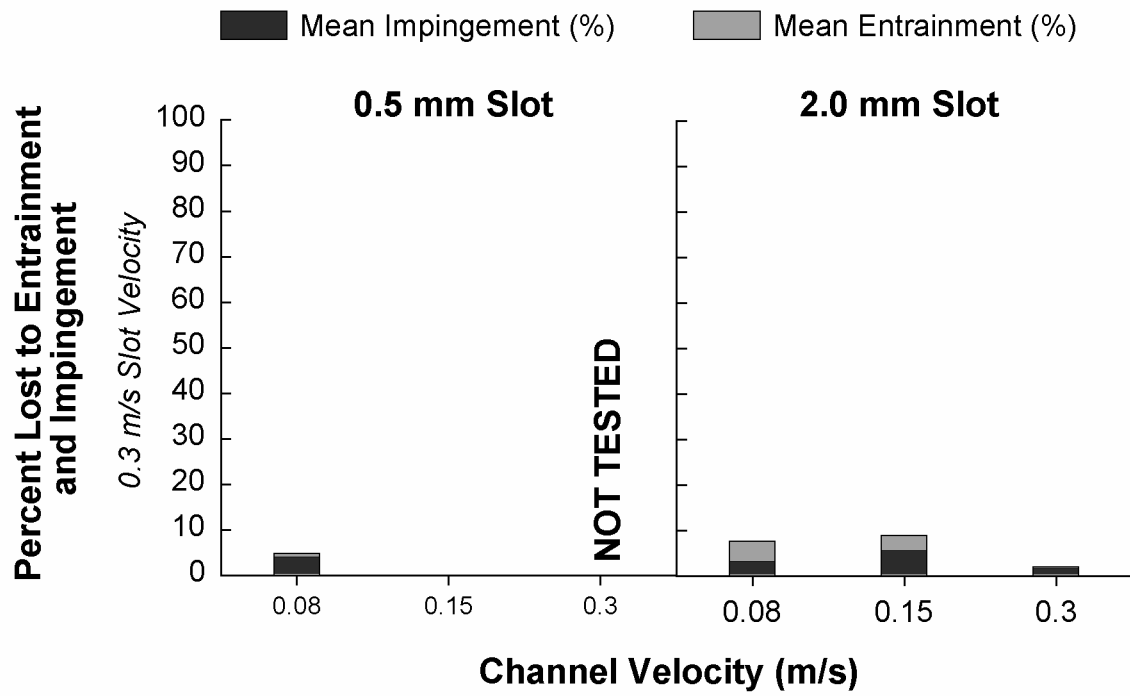 Mean Impingement (%)
Mean Entrainment (%)
0.5 mm Slot
2.0 mm Slot
Percent Lost to Entrainment
and Impingement
0.3 m/s Slot Velocity
100
90
80
70
60
50
40
30
20
10
0
NOT TESTED
0.08
0.15
0.3
0.08
0.15
0.3
Channel Velocity (m/s)